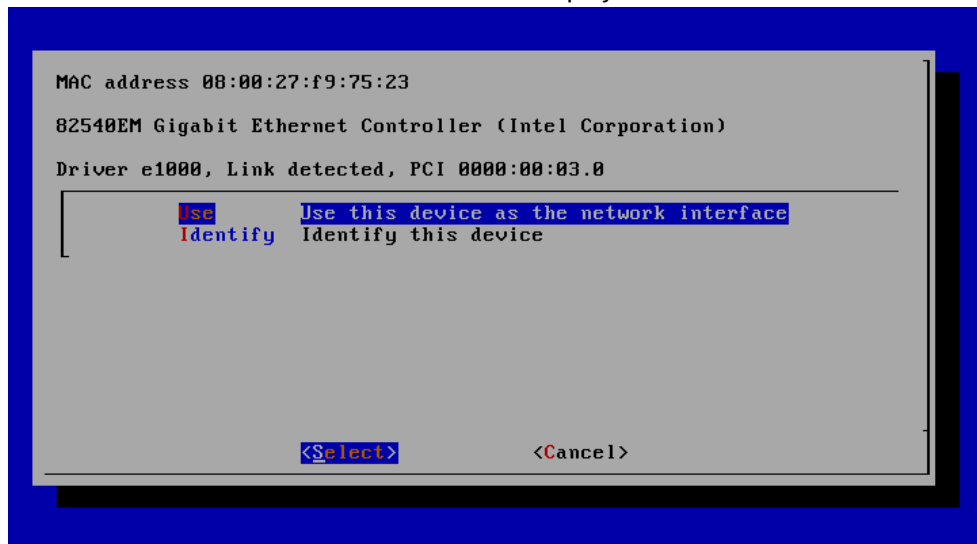 MAC address 08:00:27:f9:75:23
82540EM Gigabit Ethernet Controller (Intel Corporation)
Driver e1000, Link detected, PCI 0000:00:03.0
Use Use this device as the network interface
Identify Identify this device
<Select> <Cancel>